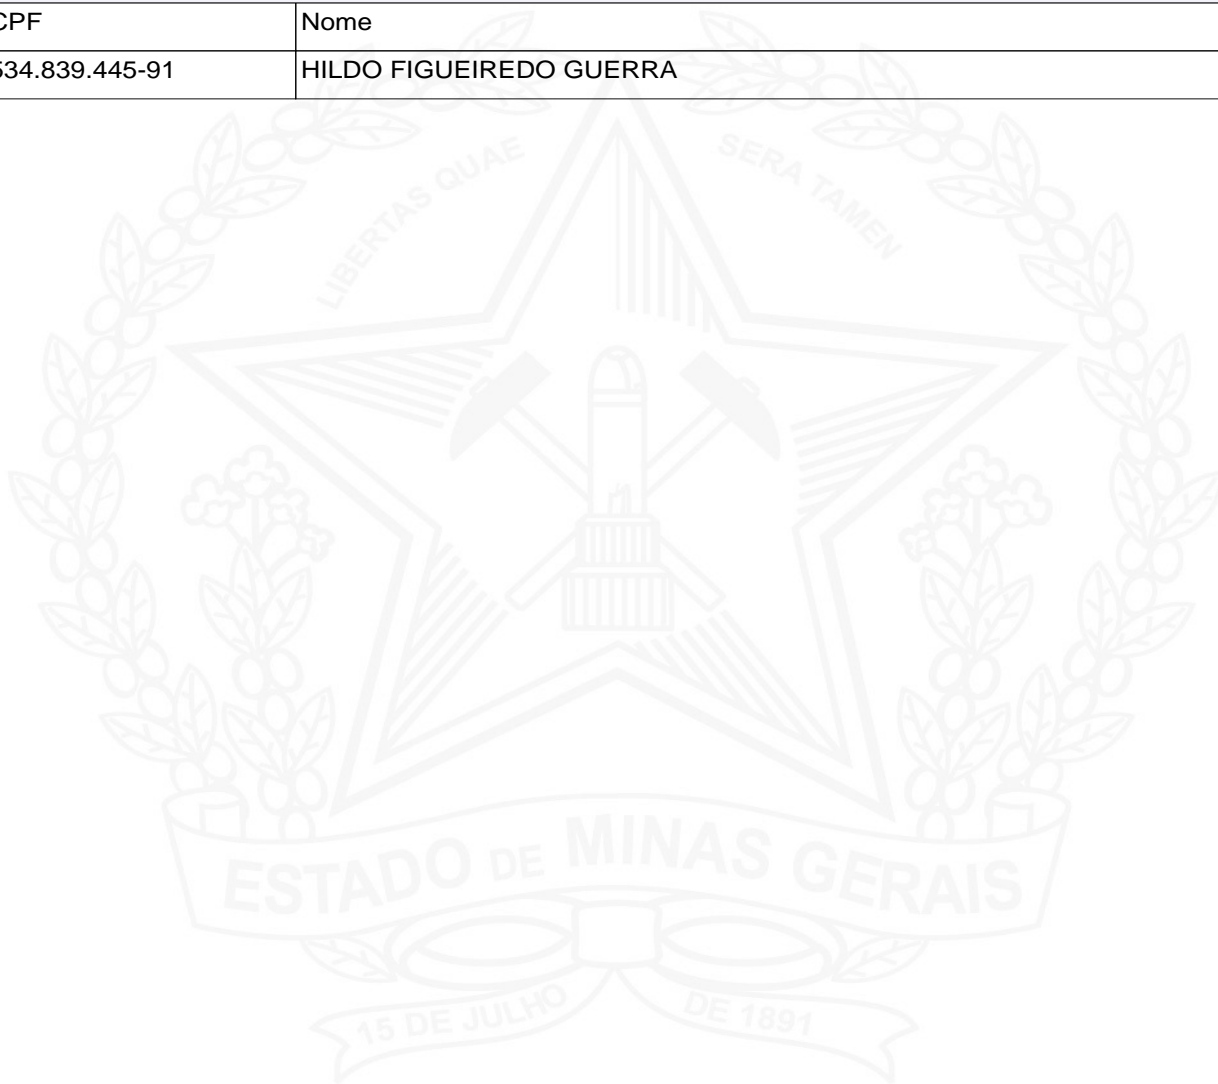 CPF Nome
534.839.445-91 HILDO FIGUEIREDO GUERRA
LIBERTAS QUAE SERA TAMEN
ESTADO DE MINAS GERAIS
15 DE JULHO DE 1891